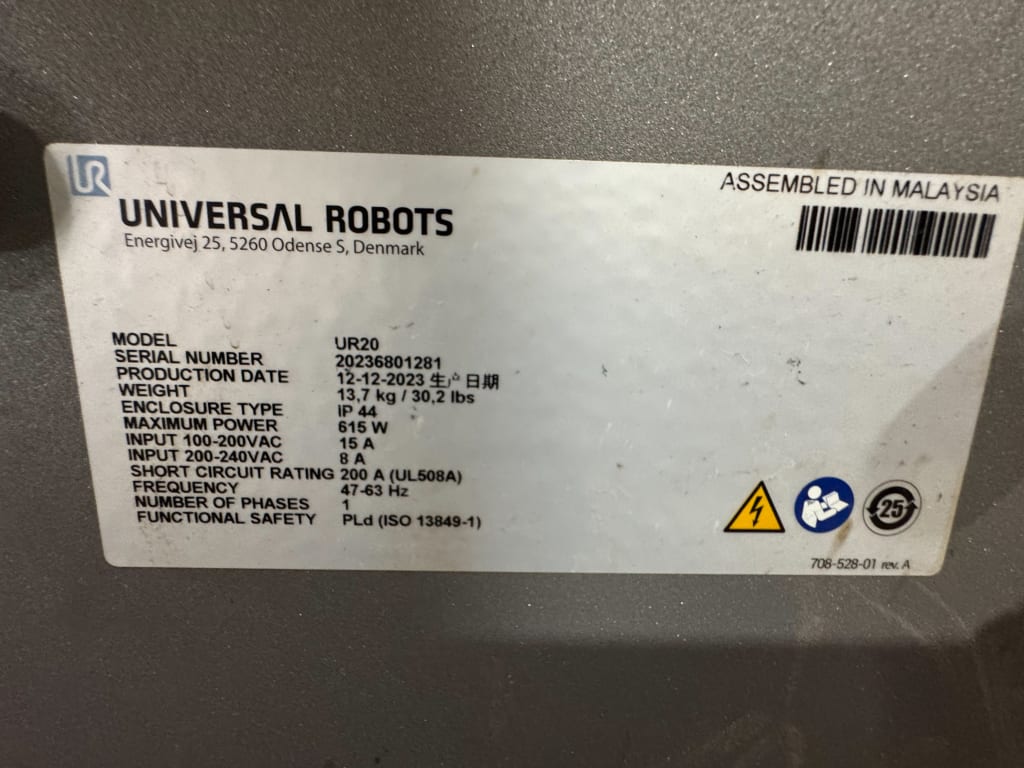 UR
ASSEMBLED IN MALAYSIA
UNIVERSAL ROBOTS
Energivej 25, 5260 Odense S, Denmark
MODEL UR20
SERIAL NUMBER 20236801281
PRODUCTION DATE 12-12-2023 生产日期
WEIGHT 13,7 kg / 30,2 lbs
ENCLOSURE TYPE IP 44
MAXIMUM POWER 615 W
INPUT 100-200VAC 15 A
INPUT 200-240VAC 8 A
SHORT CIRCUIT RATING 200 A (UL508A)
FREQUENCY 47-63 Hz
NUMBER OF PHASES 1
FUNCTIONAL SAFETY PLd (ISO 13849-1)
25
708-528-01 rev. A